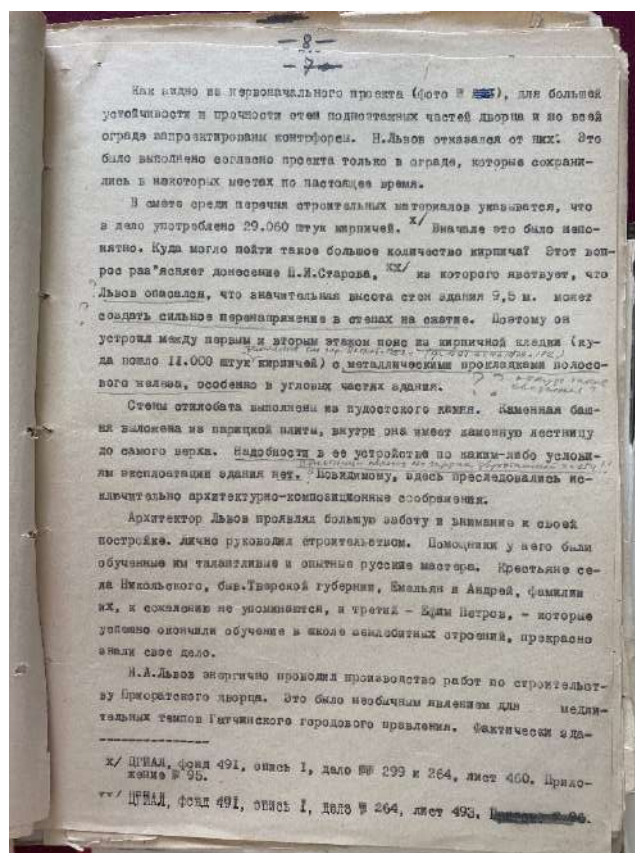 - 8 -
- 7 -
Как видно из первоначального проекта (фото № ), для большей
устойчивости и прочности стен подноэтажных частей дворца и по всей
ограде запроектированы контрфорсы. Н.Львов отказался от них. Это
было выполнено согласно проекта только в ограде, которые сохрани-
лись в некоторых местах по настоящее время.
В смете среди перечня строительных материалов указывается, что
в дело употреблено 29.060 штук кирпичей. х/ Вначале это было непо-
нятно. Куда могло пойти такое большое количество кирпича? Этот воп-
рос раз"ясняет донесение Н.И.Старова, хх/ из которого явствует, что
? Львов опасался, что значительная высота стен здания 9,5 м. может
создать сильное перенапряжение в стенах на сжатие. Поэтому он
устроил между первым и вторым этажом пояс из кирпичной кладки (ку-
да пошло 11.000 штук кирпичей) с металлическими прокладками полосо-
вого железа, особенно в угловых частях здания. ? ?
Стены стилобата выполнены из пудостского камня. Каменная баш-
ня выложена из парицкой плиты, внутри она имеет каменную лестницу
до самого верха. Надобности в ее устройстве по каким-либо услови-
ям эксплоатации здания нет. Повидимому, здесь преследовались ис-
ключительно архитектурно-композиционные соображения.
Архитектор Львов проявлял большую заботу и внимание к своей
постройке. Лично руководил строительством. Помощники у него были
обученные им талантливые и опытные русские мастера. Крестьяне се-
ла Никольского, быв.Тверской губернии, Емельян и Андрей, фамилии
их, к сожалению не упоминаются, и третий - Ефим Петров, - которые
успешно окончили обучение в школе землебитных строений, прекрасно
знали свое дело.
Н.А.Львов энергично проводил производство работ по строительст-
ву Приоратского дворца. Это было необычным явлением для медли-
тельных темпов Гатчинского городового правления. Фактически зда-
х/ ЦГИАЛ, фонд 491, опись I, дело №№ 299 и 264, лист 460. Прило-
жение № 95.
хх/ ЦГИАЛ, фонд 491, опись I, дело № 264, лист 493.